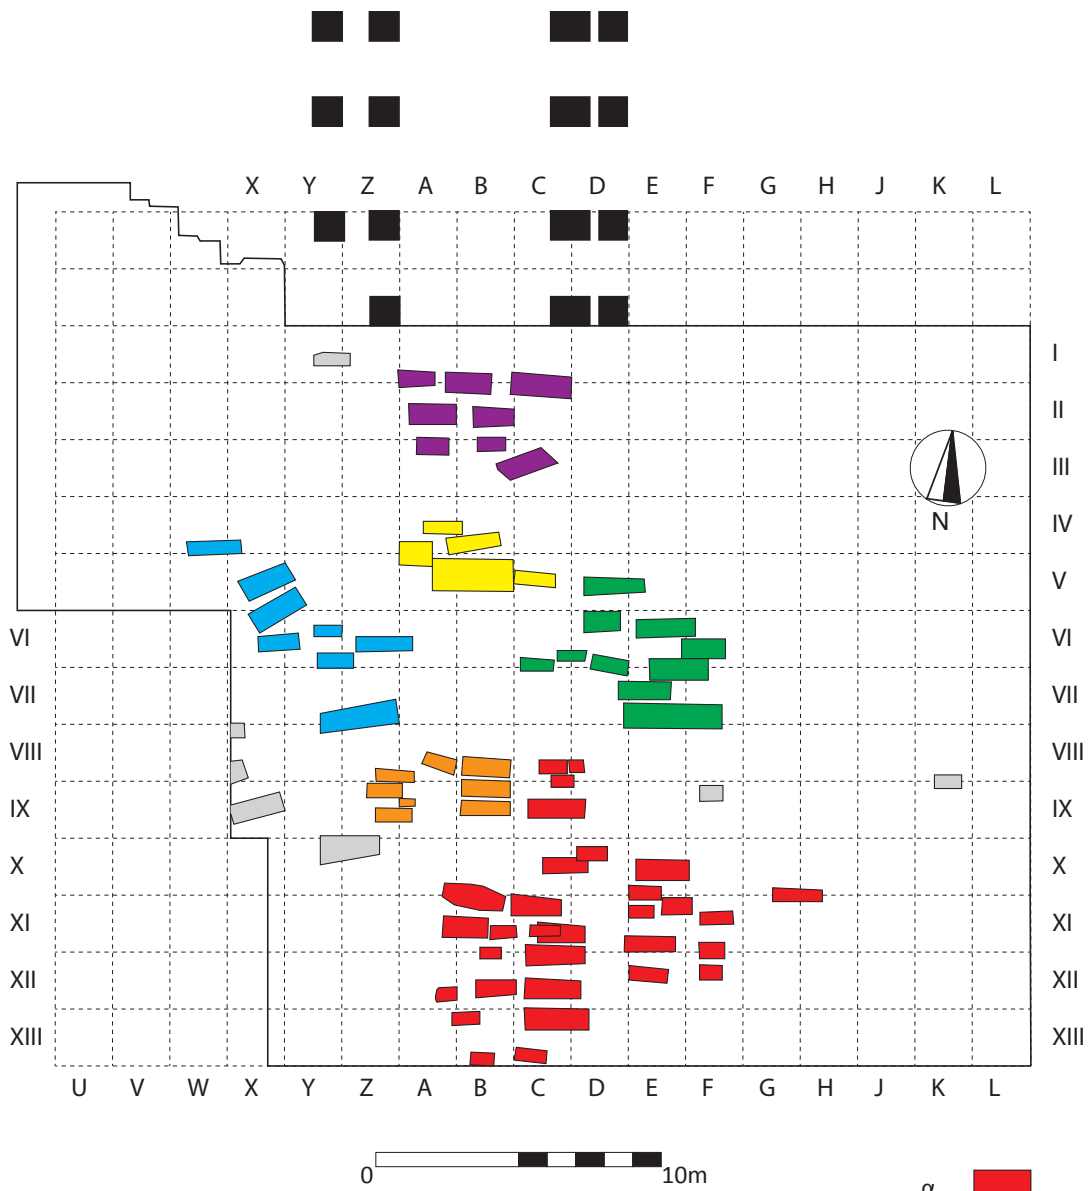 X Y Z A B C D E F G H J K L
I
II
III
N
IV
V
VI VI
VII VII
VIII VIII
IX IX
X X
XI XI
XII XII
XIII XIII
U V W X Y Z A B C D E F G H J K L
0 10m
α